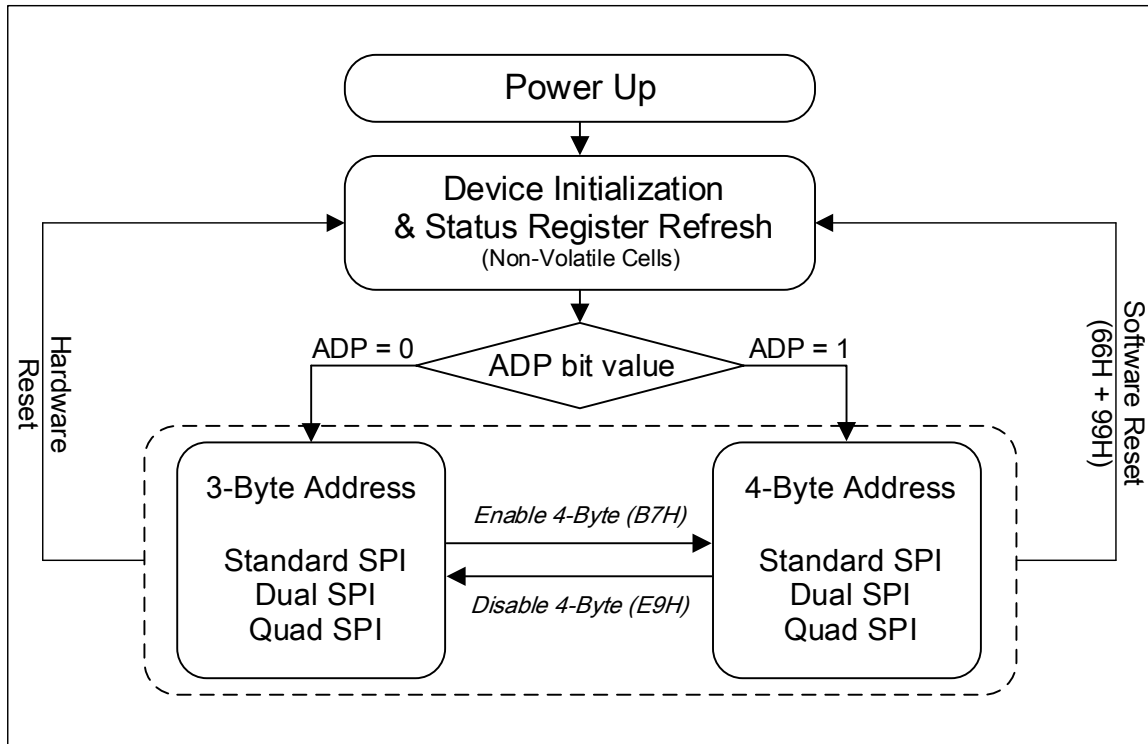 Power Up
Device Initialization
& Status Register Refresh
(Non-Volatile Cells)
ADP = 0
ADP bit value
ADP = 1
Hardware
Reset
Software Reset
(66H + 99H)
3-Byte Address
Standard SPI
Dual SPI
Quad SPI
Enable 4-Byte (B7H)
Disable 4-Byte (E9H)
4-Byte Address
Standard SPI
Dual SPI
Quad SPI